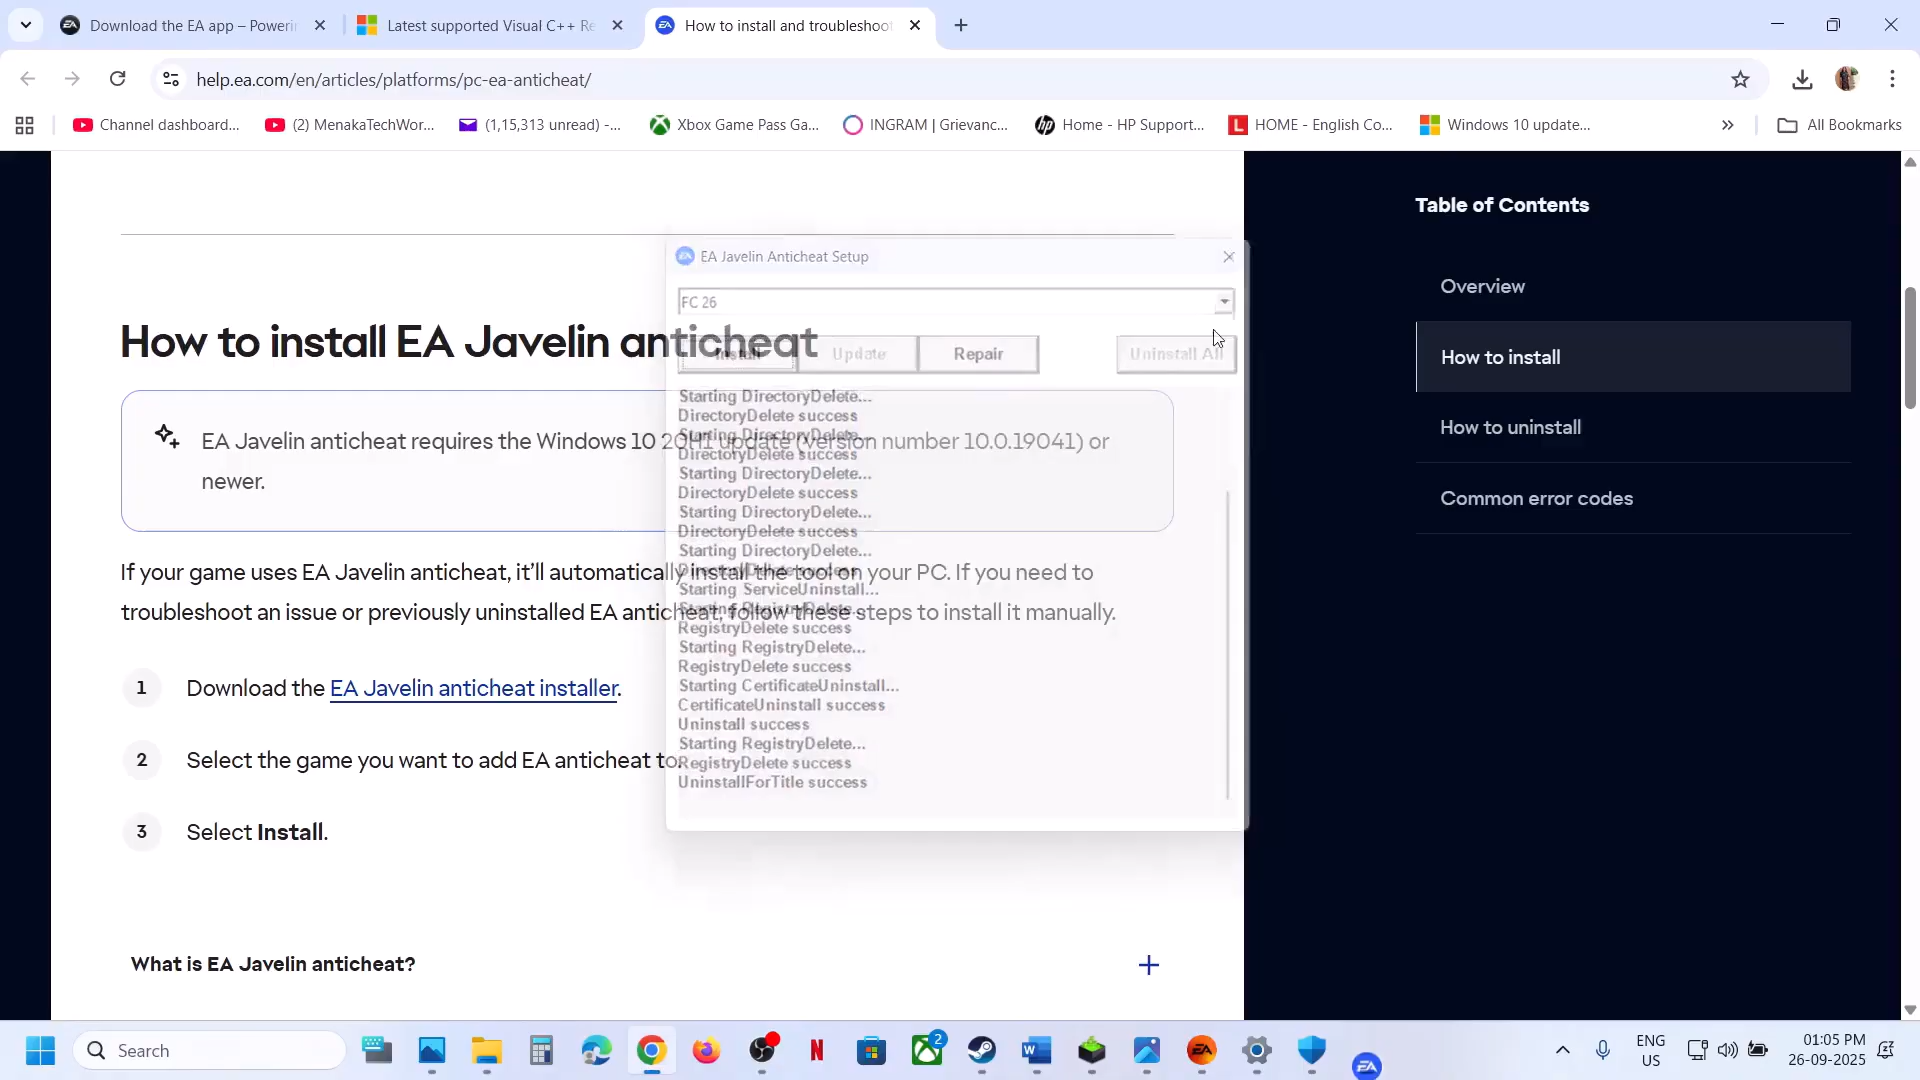 Download the EA app – Powerin
Latest supported Visual C++ Re
How to install and troubleshoot
help.ea.com/en/articles/platforms/pc-ea-anticheat/
Channel dashboard...
(2) MenakaTechWor...
(1,15,313 unread) -...
Xbox Game Pass Ga...
INGRAM | Grievanc...
Home - HP Support...
HOME - English Co...
Windows 10 update...
»
All Bookmarks
How to install EA Javelin anticheat
EA Javelin anticheat requires the Windows 10 20H1 update (version number 10.0.19041) or
newer.
If your game uses EA Javelin anticheat, it’ll automatically install the tool on your PC. If you need to
troubleshoot an issue or previously uninstalled EA anticheat, follow these steps to install it manually.
1 Download the EA Javelin anticheat installer.
2 Select the game you want to add EA anticheat to.
3 Select Install.
What is EA Javelin anticheat?
EA Javelin Anticheat Setup
FC 26
Install Update Repair Uninstall All
Starting DirectoryDelete...
DirectoryDelete success
Starting DirectoryDelete...
DirectoryDelete success
Starting DirectoryDelete...
DirectoryDelete success
Starting DirectoryDelete...
DirectoryDelete success
Starting DirectoryDelete...
DirectoryDelete success
Starting ServiceUninstall...
Starting RegistryDelete...
RegistryDelete success
Starting RegistryDelete...
RegistryDelete success
Starting CertificateUninstall...
CertificateUninstall success
Uninstall success
Starting RegistryDelete...
RegistryDelete success
UninstallForTitle success
Table of Contents
Overview
How to install
How to uninstall
Common error codes
Search
2
ENG
US
01:05 PM
26-09-2025